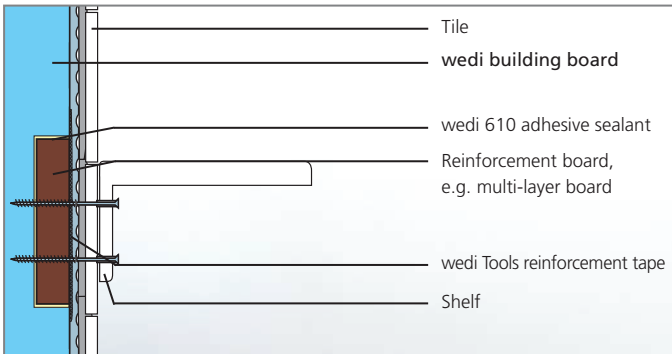 Tile
wedi building board
wedi 610 adhesive sealant
Reinforcement board,
e.g. multi-layer board
wedi Tools reinforcement tape
Shelf